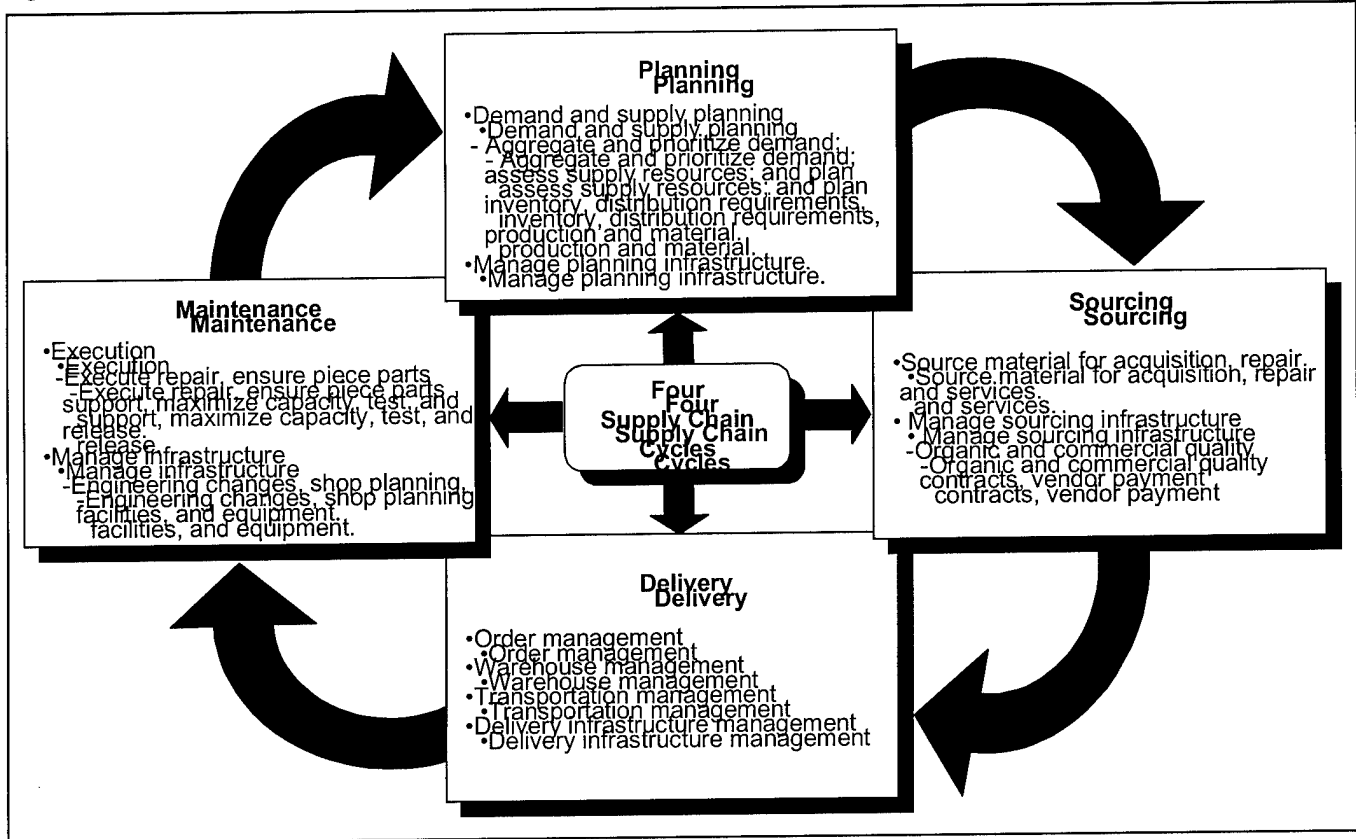 Planning
•Demand and supply planning
- Aggregate and prioritize demand;
assess supply resources; and plan
inventory, distribution requirements,
production and material.
•Manage planning infrastructure.
Maintenance
•Execution
-Execute repair, ensure piece parts
support, maximize capacity, test, and
release.
•Manage infrastructure
-Engineering changes, shop planning,
facilities, and equipment.
Four
Supply Chain
Cycles
Sourcing
•Source material for acquisition, repair
and services.
• Manage sourcing infrastructure
-Organic and commercial quality
contracts, vendor payment
Delivery
•Order management
•Warehouse management
•Transportation management
•Delivery infrastructure management